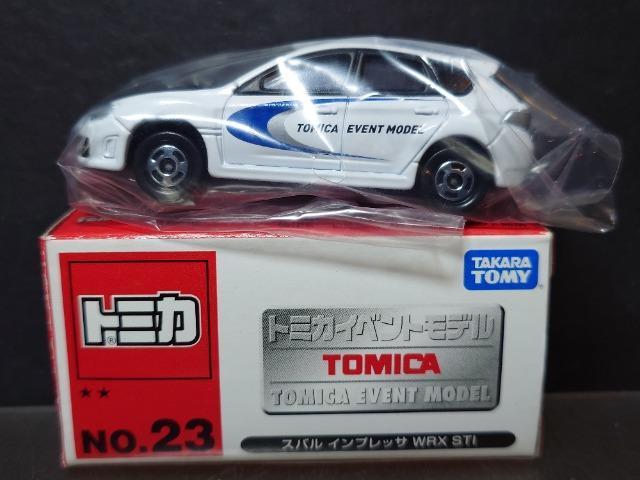 TOMICA EVENT MODEL
TAKARA
TOMY
トミカ
®
トミカイベントモデル
TOMICA
TOMICA EVENT MODEL
★★
NO.23
スバル インプレッサ WRX STI